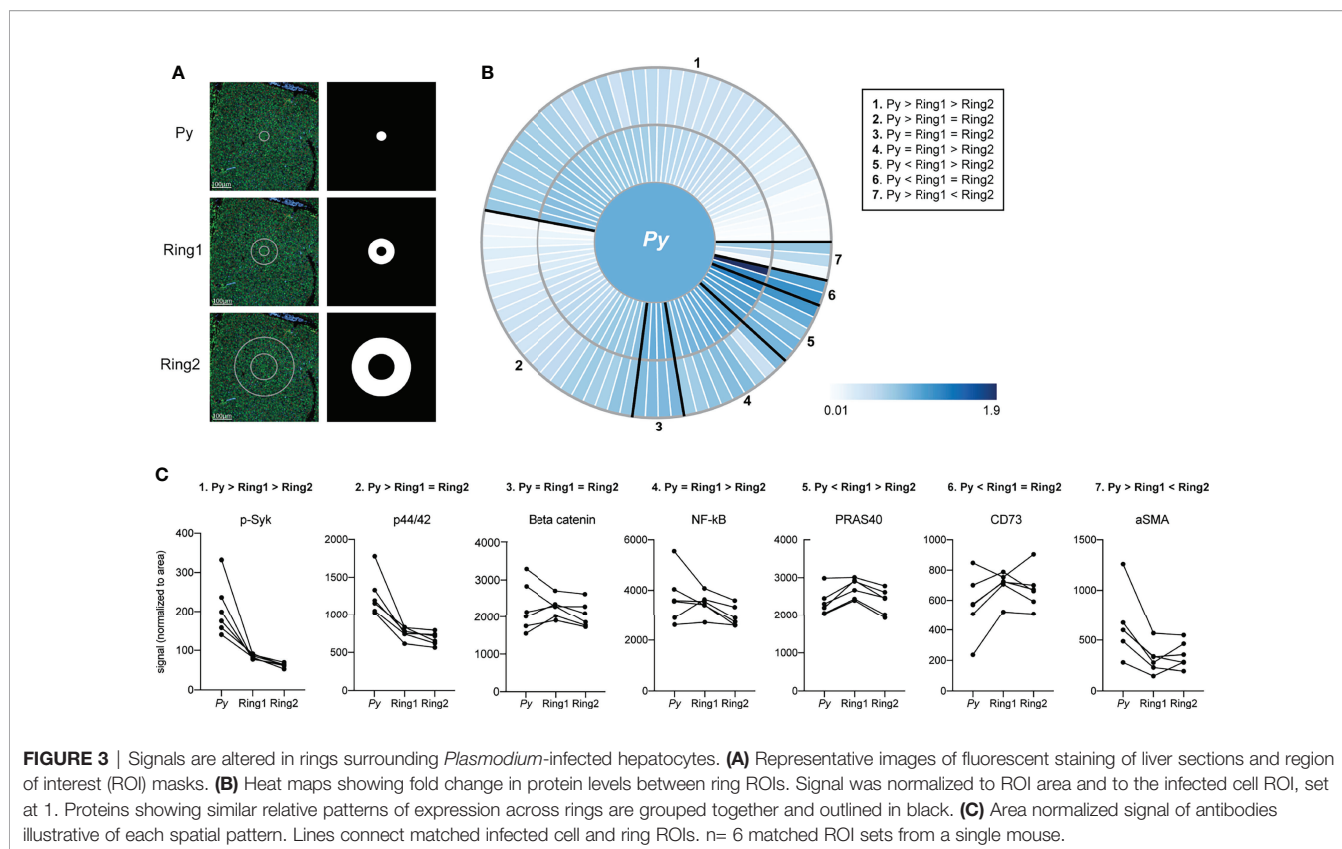 A
Py
100µm
Ring1
100µm
Ring2
100µm
B
1
2
3
4
5
6
7
Py
1. Py > Ring1 > Ring2
2. Py > Ring1 = Ring2
3. Py = Ring1 = Ring2
4. Py = Ring1 > Ring2
5. Py < Ring1 > Ring2
6. Py < Ring1 = Ring2
7. Py > Ring1 < Ring2
0.01 1.9
C
1. Py > Ring1 > Ring2
p-Syk
signal (normalized to area)
400
300
200
100
0
Py Ring1 Ring2
2. Py > Ring1 = Ring2
p44/42
2000
1500
1000
500
0
Py Ring1 Ring2
3. Py = Ring1 = Ring2
Beta catenin
4000
3000
2000
1000
0
Py Ring1 Ring2
4. Py = Ring1 > Ring2
NF-kB
6000
4000
2000
0
Py Ring1 Ring2
5. Py < Ring1 > Ring2
PRAS40
4000
3000
2000
1000
0
Py Ring1 Ring2
6. Py < Ring1 = Ring2
CD73
1000
800
600
400
200
0
Py Ring1 Ring2
7. Py > Ring1 < Ring2
aSMA
1500
1000
500
0
Py Ring1 Ring2
FIGURE 3 | Signals are altered in rings surrounding Plasmodium-infected hepatocytes. (A) Representative images of fluorescent staining of liver sections and region
of interest (ROI) masks. (B) Heat maps showing fold change in protein levels between ring ROIs. Signal was normalized to ROI area and to the infected cell ROI, set
at 1. Proteins showing similar relative patterns of expression across rings are grouped together and outlined in black. (C) Area normalized signal of antibodies
illustrative of each spatial pattern. Lines connect matched infected cell and ring ROIs. n= 6 matched ROI sets from a single mouse.